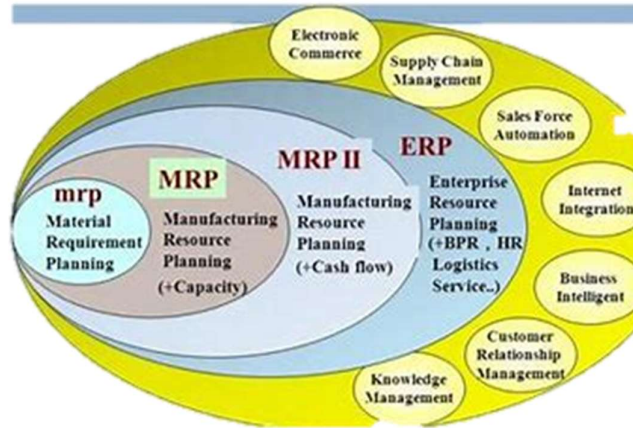 Electronic
Commerce
Supply Chain
Management
Sales Force
Automation
Internet
Integration
Business
Intelligent
Customer
Relationship
Management
Knowledge
Management
ERP
Enterprise
Resource
Planning
(+BPR , HR
Logistics
Service..)
MRP II
Manufacturing
Resource
Planning
(+Cash flow)
MRP
Manufacturing
Resource
Planning
(+Capacity)
mrp
Material
Requirement
Planning